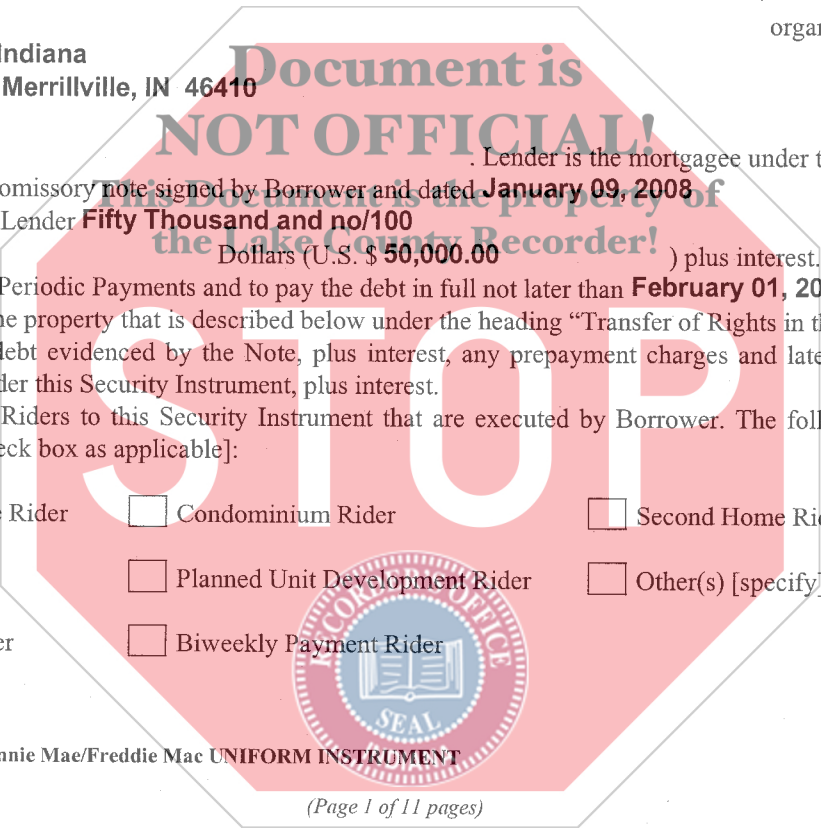 organ
Indiana
Merrillville, IN 46410
Document is
NOT OFFICIAL!
. Lender is the mortgagee under t
omissory note signed by Borrower and dated January 09, 2008
This Document is the property of
Lender Fifty Thousand and no/100
the Lake County Recorder!
Dollars (U.S. $ 50,000.00 ) plus interest.
Periodic Payments and to pay the debt in full not later than February 01, 20
he property that is described below under the heading “Transfer of Rights in th
debt evidenced by the Note, plus interest, any prepayment charges and late
der this Security Instrument, plus interest.
Riders to this Security Instrument that are executed by Borrower. The foll
eck box as applicable]:
STOP
e Rider Condominium Rider Second Home Rid
Planned Unit Development Rider Other(s) [specify]
er Biweekly Payment Rider
RECORDER'S OFFICE
SEAL
INDIANA
nnie Mae/Freddie Mac UNIFORM INSTRUMENT
(Page 1 of 11 pages)